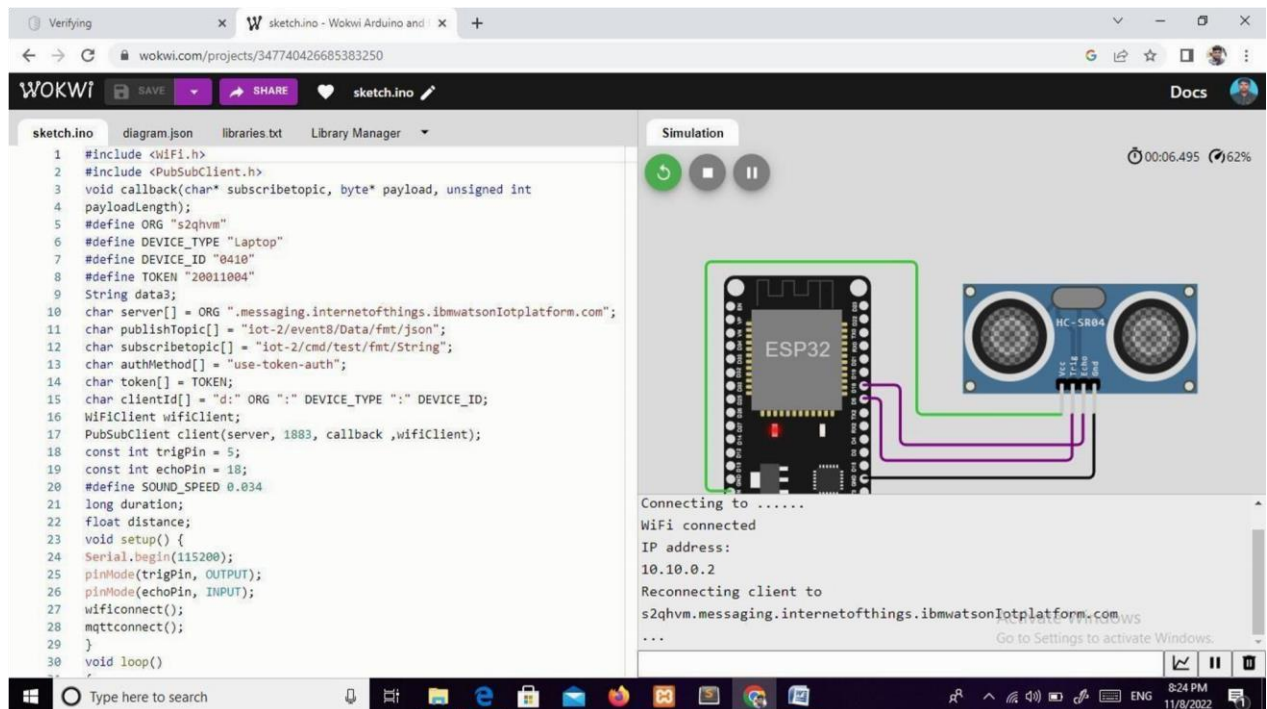 Verifying
sketch.ino - Wokwi Arduino and
wokwi.com/projects/347740426685383250
WOKWi
SAVE
SHARE
sketch.ino
Docs
sketch.ino
diagram.json
libraries.txt
Library Manager
Simulation
1 #include <WiFi.h>
2 #include <PubSubClient.h>
3 void callback(char* subscribetopic, byte* payload, unsigned int
4 payloadLength);
5 #define ORG "s2qhvm"
6 #define DEVICE_TYPE "Laptop"
7 #define DEVICE_ID "0410"
8 #define TOKEN "20011004"
9 String data3;
10 char server[] = ORG ".messaging.internetofthings.ibmwatsonIotplatform.com";
11 char publishTopic[] = "iot-2/event8/Data/fmt/json";
12 char subscribetopic[] = "iot-2/cmd/test/fmt/String";
13 char authMethod[] = "use-token-auth";
14 char token[] = TOKEN;
15 char clientId[] = "d:" ORG ":" DEVICE_TYPE ":" DEVICE_ID;
16 WiFiClient wifiClient;
17 PubSubClient client(server, 1883, callback ,wifiClient);
18 const int trigPin = 5;
19 const int echoPin = 18;
20 #define SOUND_SPEED 0.034
21 long duration;
22 float distance;
23 void setup() {
24 Serial.begin(115200);
25 pinMode(trigPin, OUTPUT);
26 pinMode(echoPin, INPUT);
27 wificonnect();
28 mqttconnect();
29 }
30 void loop()
00:06.495 62%
ESP32
HC-SR04
Vcc
Trig
Echo
Gnd
Connecting to ......
WiFi connected
IP address:
10.10.0.2
Reconnecting client to
s2qhvm.messaging.internetofthings.ibmwatsonIotplatform.com
...
Activate Windows
Go to Settings to activate Windows.
Type here to search
ENG
8:24 PM
11/8/2022